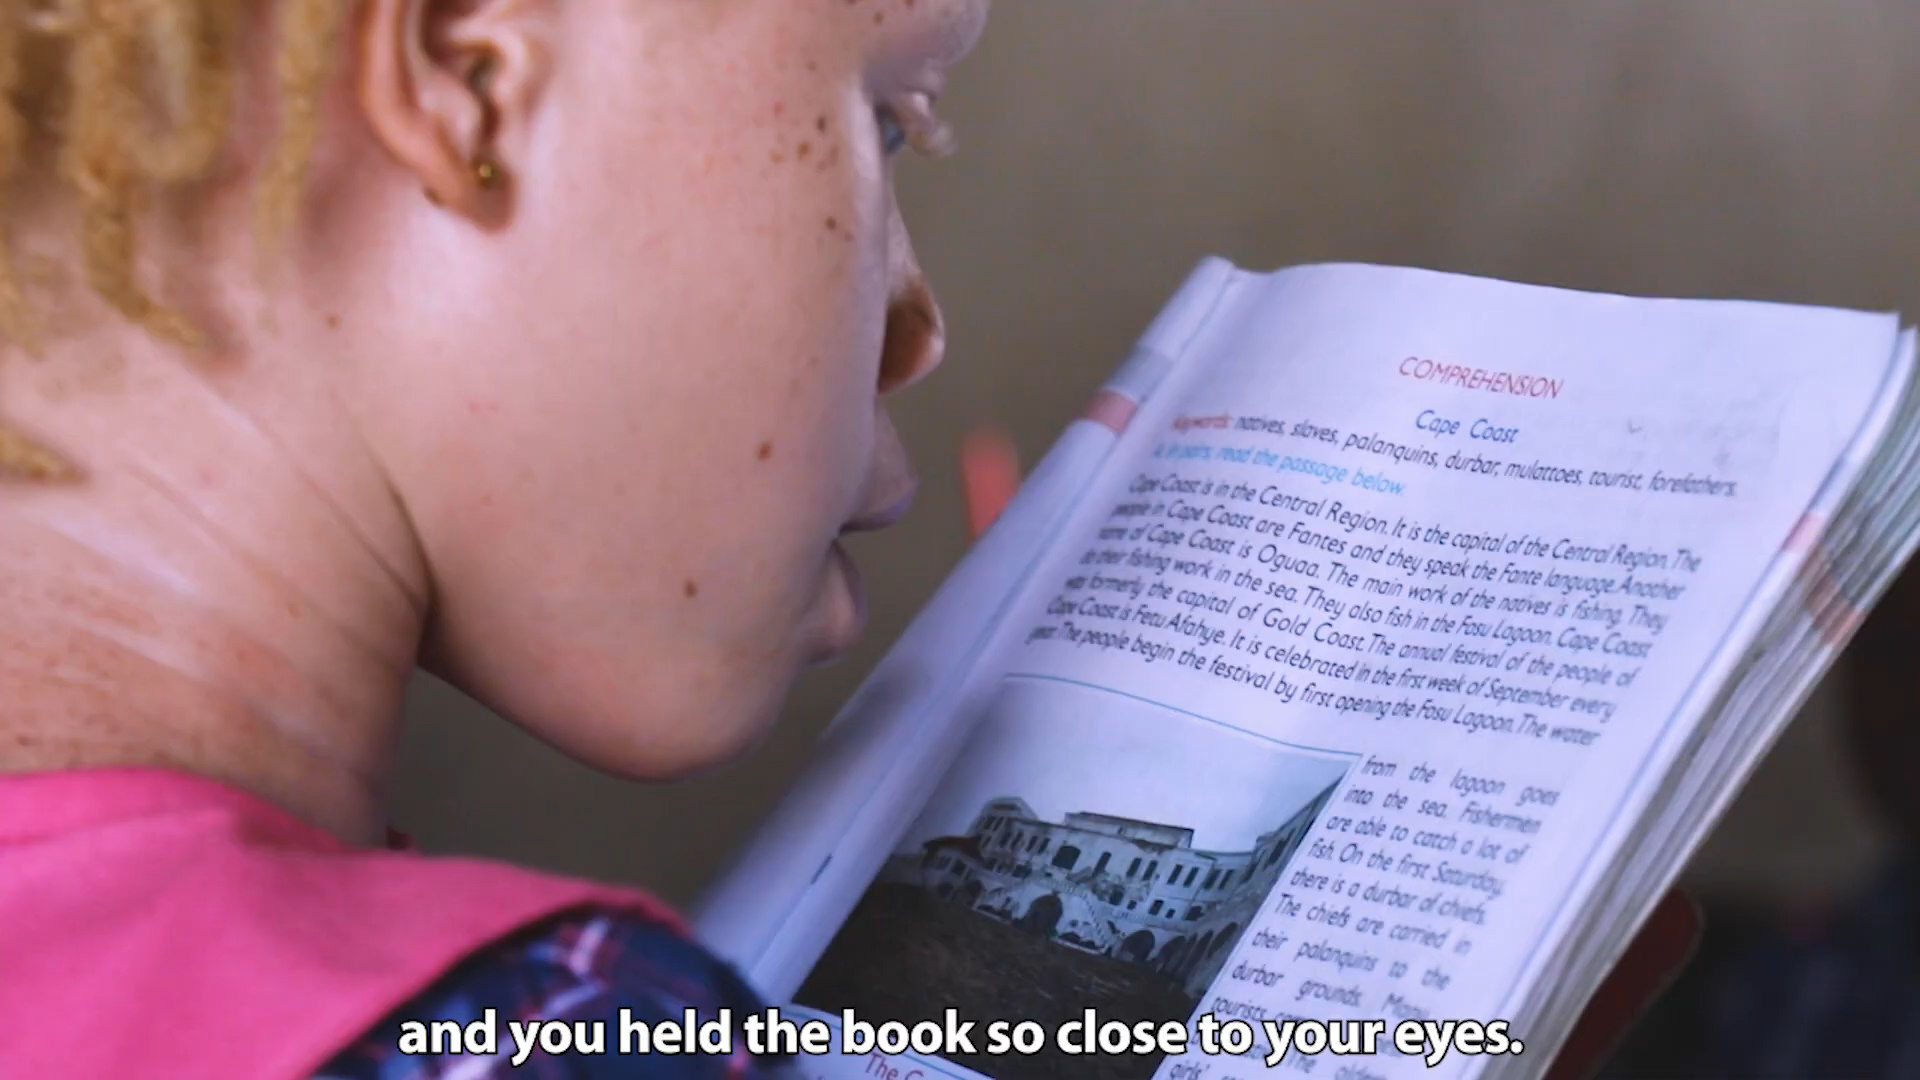 COMPREHENSION
Cape Coast
Keywords: natives, slaves, palanquins, durbar, mulattoes, tourist, forefathers.
A. In pairs, read the passage below.
Cape Coast is in the Central Region. It is the capital of the Central Region. The
people in Cape Coast are Fantes and they speak the Fante language. Another
name of Cape Coast is Oguaa. The main work of the natives is fishing. They
do their fishing work in the sea. They also fish in the Fosu Lagoon. Cape Coast
was formerly the capital of Gold Coast. The annual festival of the people of
Cape Coast is Fetu Afahye. It is celebrated in the first week of September every
year. The people begin the festival by first opening the Fosu Lagoon. The water
from the lagoon goes
into the sea. Fishermen
are able to catch a lot of
fish. On the first Saturday,
there is a durbar of chiefs.
The chiefs are carried in
their palanquins to the
durbar grounds. Many
tourists
The
girls'
The
and you held the book so close to your eyes.